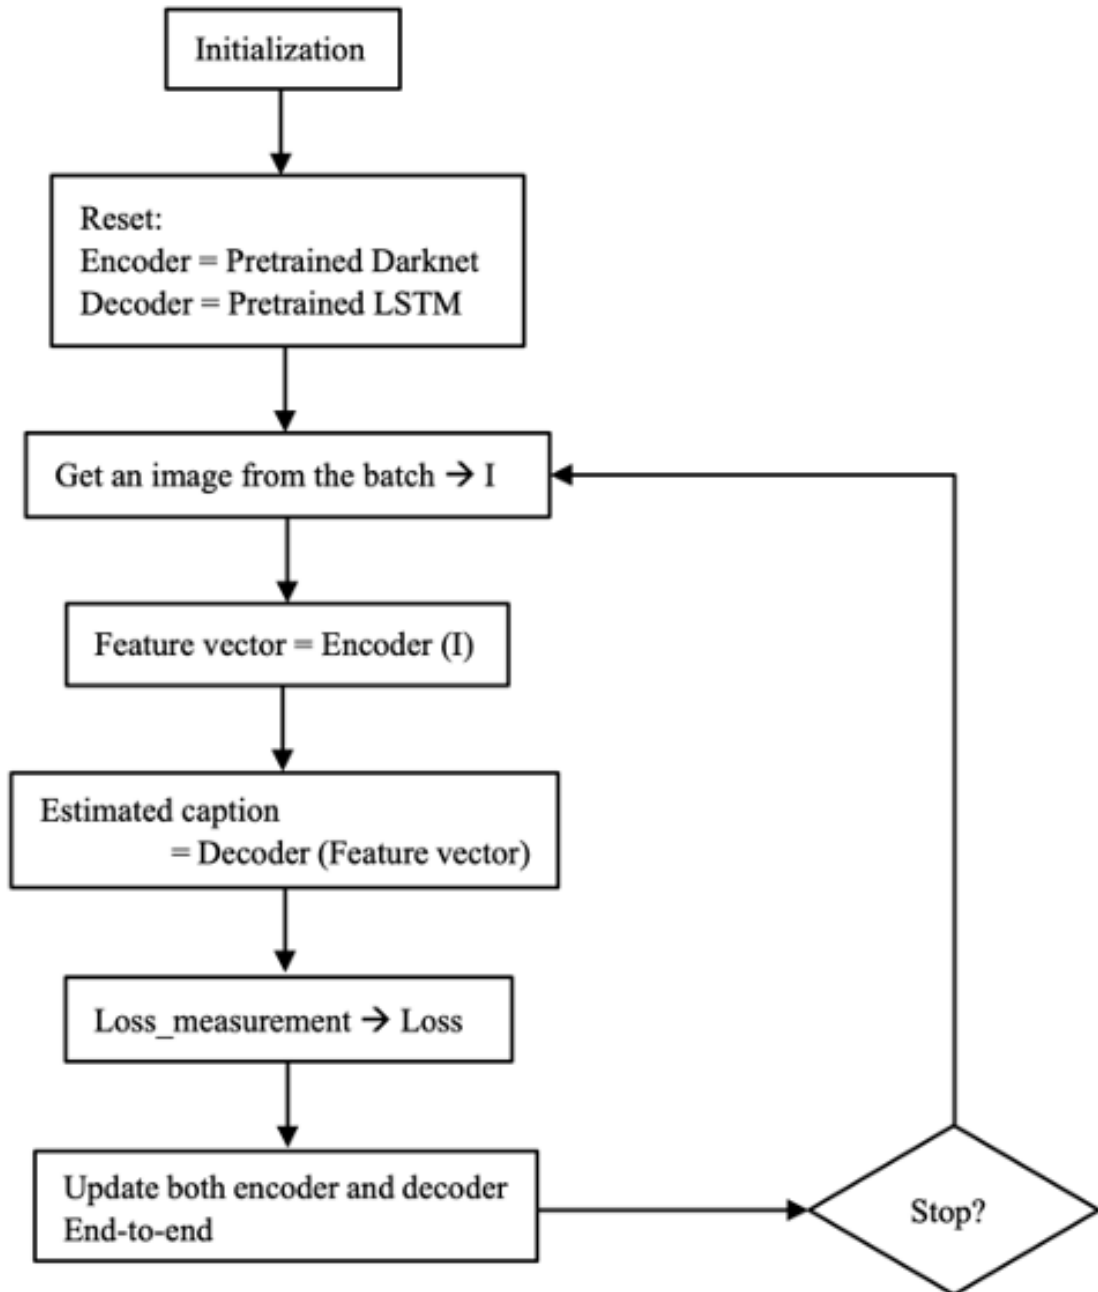 Initialization
Reset:
Encoder = Pretrained Darknet
Decoder = Pretrained LSTM
Get an image from the batch → I
Feature vector = Encoder (I)
Estimated caption
= Decoder (Feature vector)
Loss_measurement → Loss
Update both encoder and decoder
End-to-end
Stop?